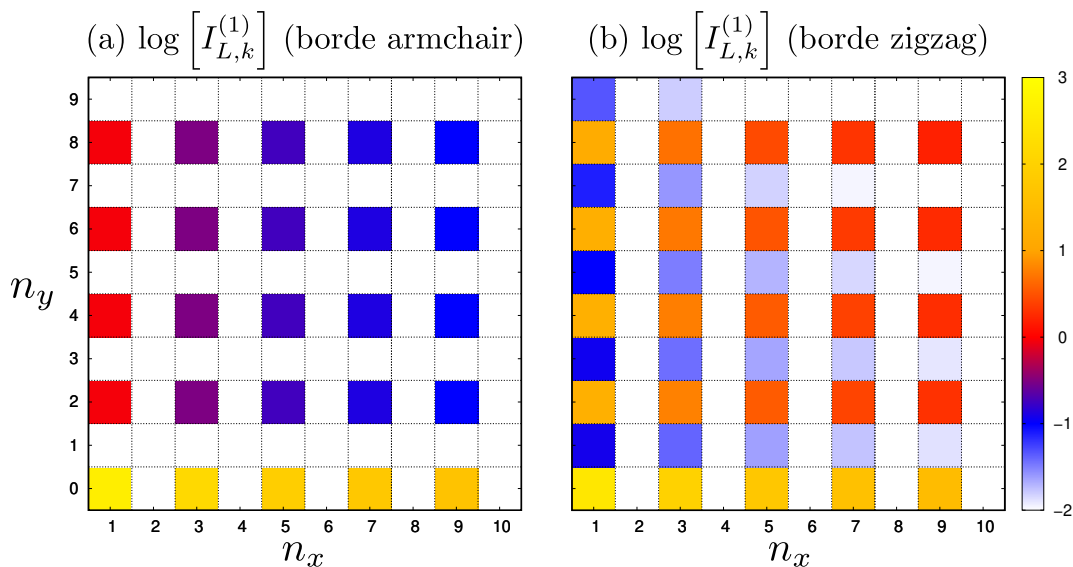 (a) log [I_{L,k}^{(1)}] (borde armchair)
(b) log [I_{L,k}^{(1)}] (borde zigzag)
9
8
7
6
5
4
3
2
1
0
n_y
1 2 3 4 5 6 7 8 9 10
n_x
1 2 3 4 5 6 7 8 9 10
n_x
3
2
1
0
−1
−2